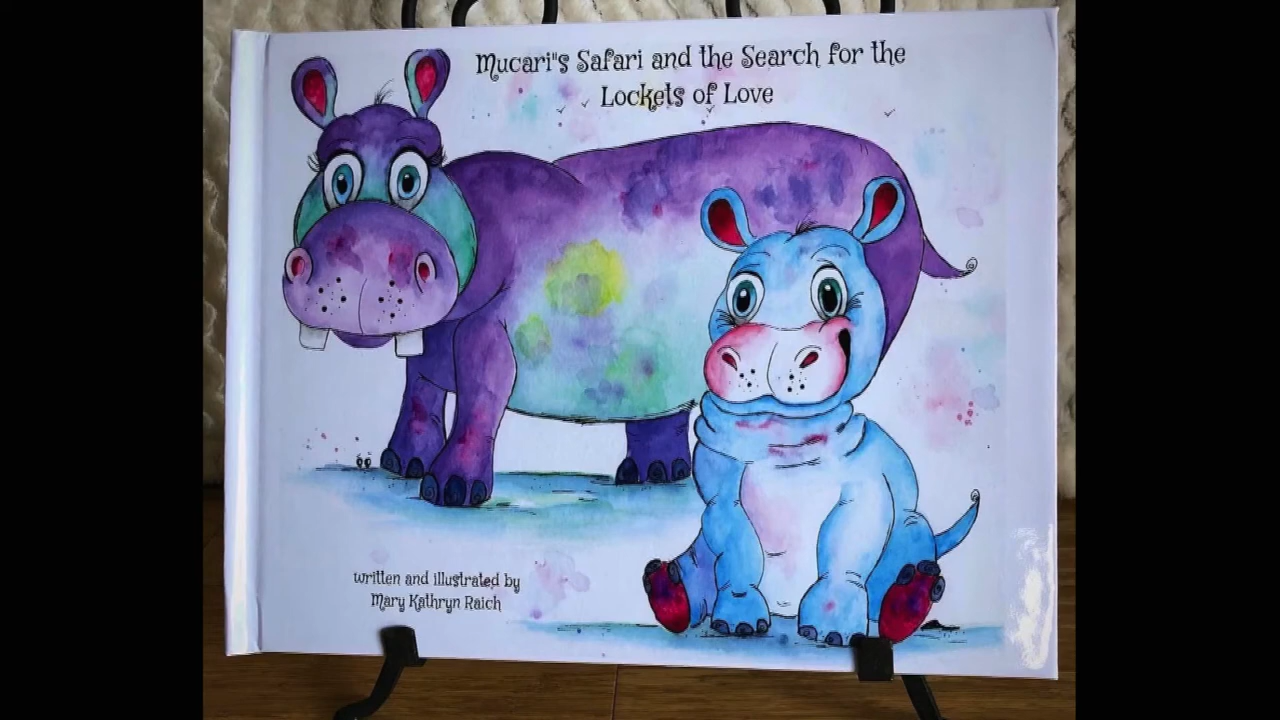 Mucari"s Safari and the Search for the
Lockets of Love
written and illustrated by
Mary Kathryn Raich